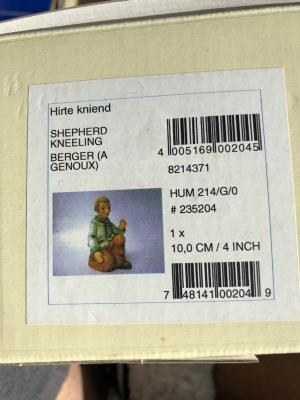 Hirte kniend
SHEPHERD
KNEELING
BERGER (A
GENOUX)
4 005169 002045
8214371
HUM 214/G/0
# 235204
1 x
10,0 CM / 4 INCH
7 48141 00204 9